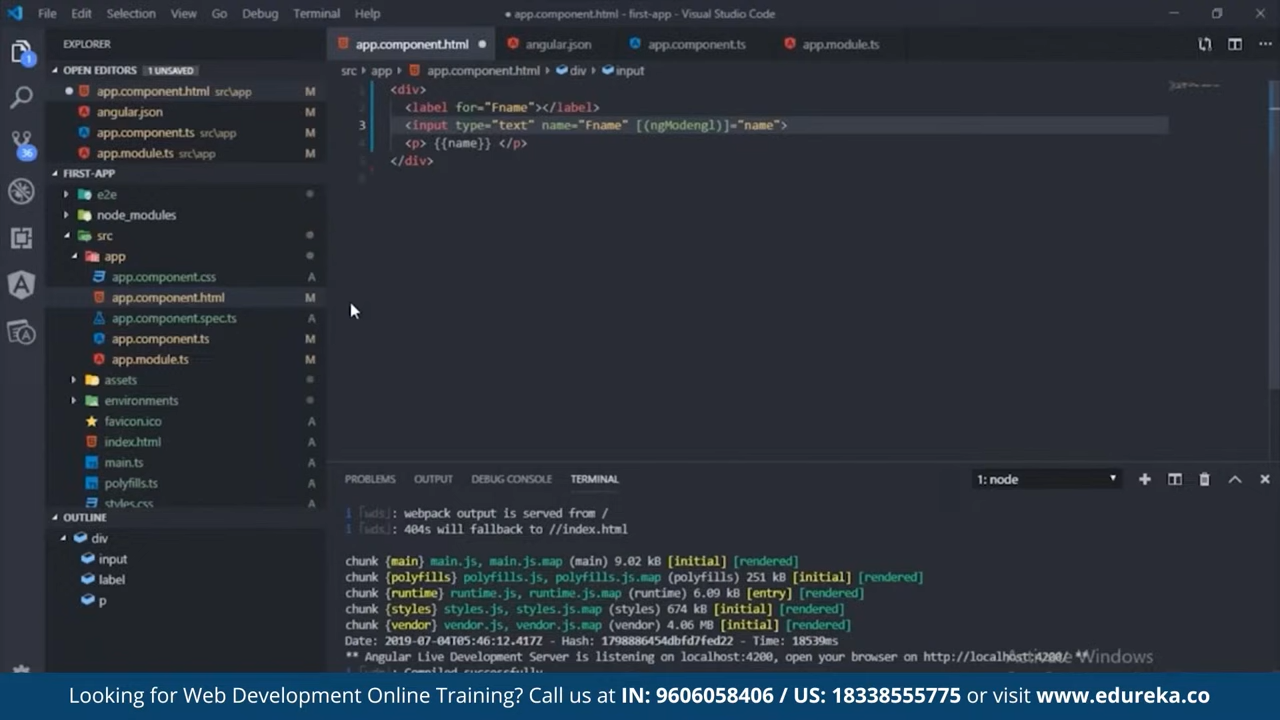 File Edit Selection View Go Debug Terminal Help
● app.component.html - first-app - Visual Studio Code
EXPLORER
OPEN EDITORS 1 UNSAVED
app.component.html src\app M
angular.json M
app.component.ts src\app M
app.module.ts src\app M
FIRST-APP
e2e
node_modules
src
app
app.component.css A
app.component.html M
app.component.spec.ts A
app.component.ts M
app.module.ts M
assets
environments
favicon.ico A
index.html A
main.ts A
polyfills.ts A
styles.css A
OUTLINE
div
input
label
p
1
36
app.component.html angular.json app.component.ts app.module.ts
src app app.component.html div input
1 <div>
2 <label for="Fname"></label>
3 <input type="text" name="Fname" [(ngModengl)]="name">
4 <p> {{name}} </p>
5 </div>
6
PROBLEMS OUTPUT DEBUG CONSOLE TERMINAL 1: node
i [wds]: webpack output is served from /
i [wds]: 404s will fallback to //index.html
chunk {main} main.js, main.js.map (main) 9.02 kB [initial] [rendered]
chunk {polyfills} polyfills.js, polyfills.js.map (polyfills) 251 kB [initial] [rendered]
chunk {runtime} runtime.js, runtime.js.map (runtime) 6.09 kB [entry] [rendered]
chunk {styles} styles.js, styles.js.map (styles) 674 kB [initial] [rendered]
chunk {vendor} vendor.js, vendor.js.map (vendor) 4.06 MB [initial] [rendered]
Date: 2019-07-04T05:46:12.417Z - Hash: 1798886454dbfd7fed22 - Time: 18539ms
** Angular Live Development Server is listening on localhost:4200, open your browser on http://localhost:4200/ **
Activate Windows
i [wds]: Compiled successfully.
Looking for Web Development Online Training? Call us at IN: 9606058406 / US: 18338555775 or visit www.edureka.co